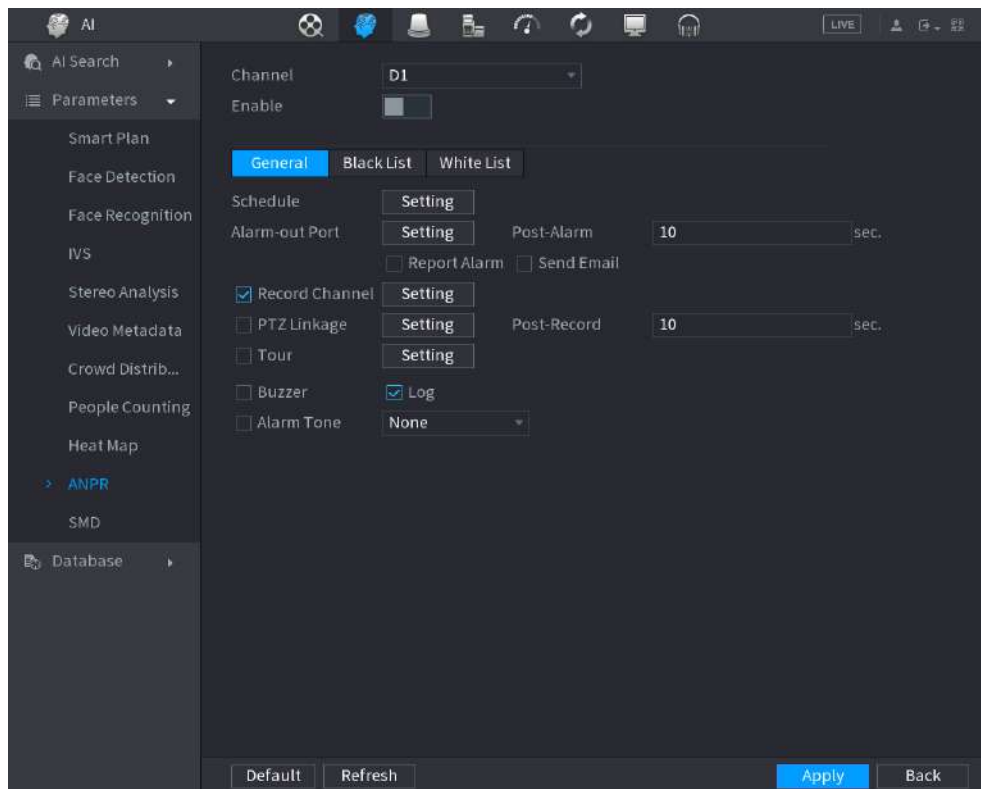 AI
LIVE
AI Search
Parameters
Smart Plan
Face Detection
Face Recognition
IVS
Stereo Analysis
Video Metadata
Crowd Distrib...
People Counting
Heat Map
ANPR
SMD
Database
Channel D1
Enable
General Black List White List
Schedule Setting
Alarm-out Port Setting Post-Alarm 10 sec.
Report Alarm Send Email
Record Channel Setting
PTZ Linkage Setting Post-Record 10 sec.
Tour Setting
Buzzer Log
Alarm Tone None
Default Refresh Apply Back